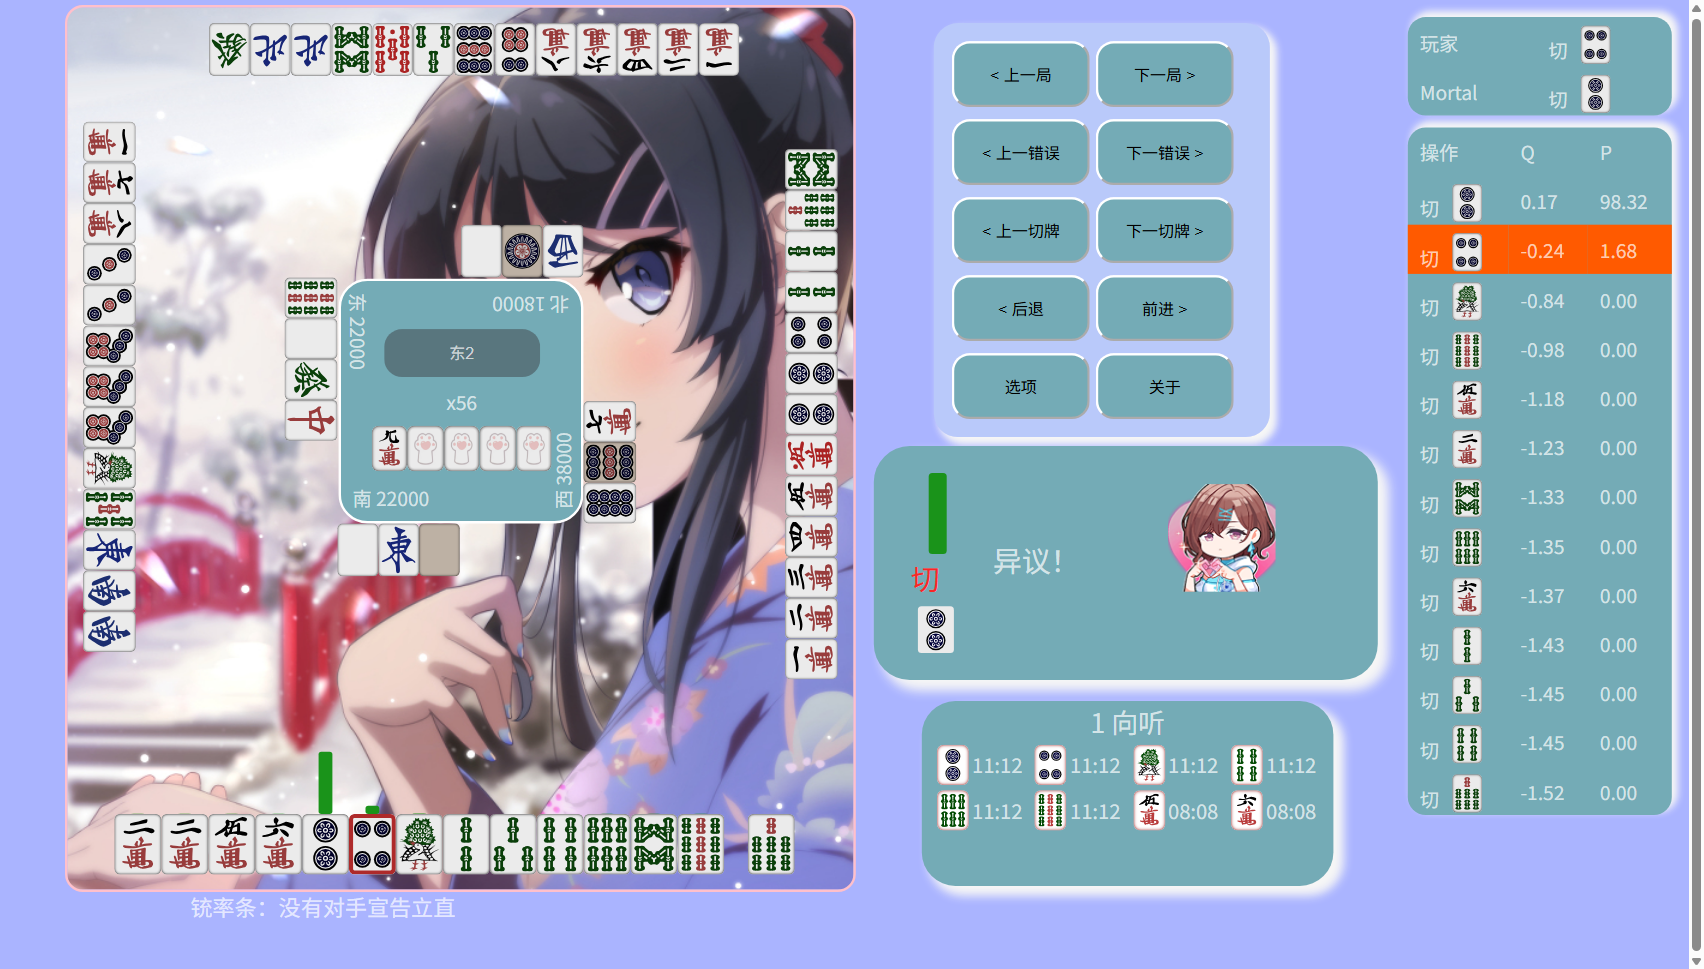 < 上一局
下一局 >
< 上一错误
下一错误 >
< 上一切牌
下一切牌 >
< 后退
前进 >
选项
关于
玩家
切
Mortal
切
操作 Q P
切 0.17 98.32
切 -0.24 1.68
切 -0.84 0.00
切 -0.98 0.00
切 -1.18 0.00
切 -1.23 0.00
切 -1.33 0.00
切 -1.35 0.00
切 -1.37 0.00
切 -1.43 0.00
切 -1.45 0.00
切 -1.45 0.00
切 -1.52 0.00
北 18000
东 22000
东2
x56
南 22000
西 38000
切
异议!
1 向听
11:12 11:12 11:12 11:12
11:12 11:12 08:08 08:08
铳率条：没有对手宣告立直